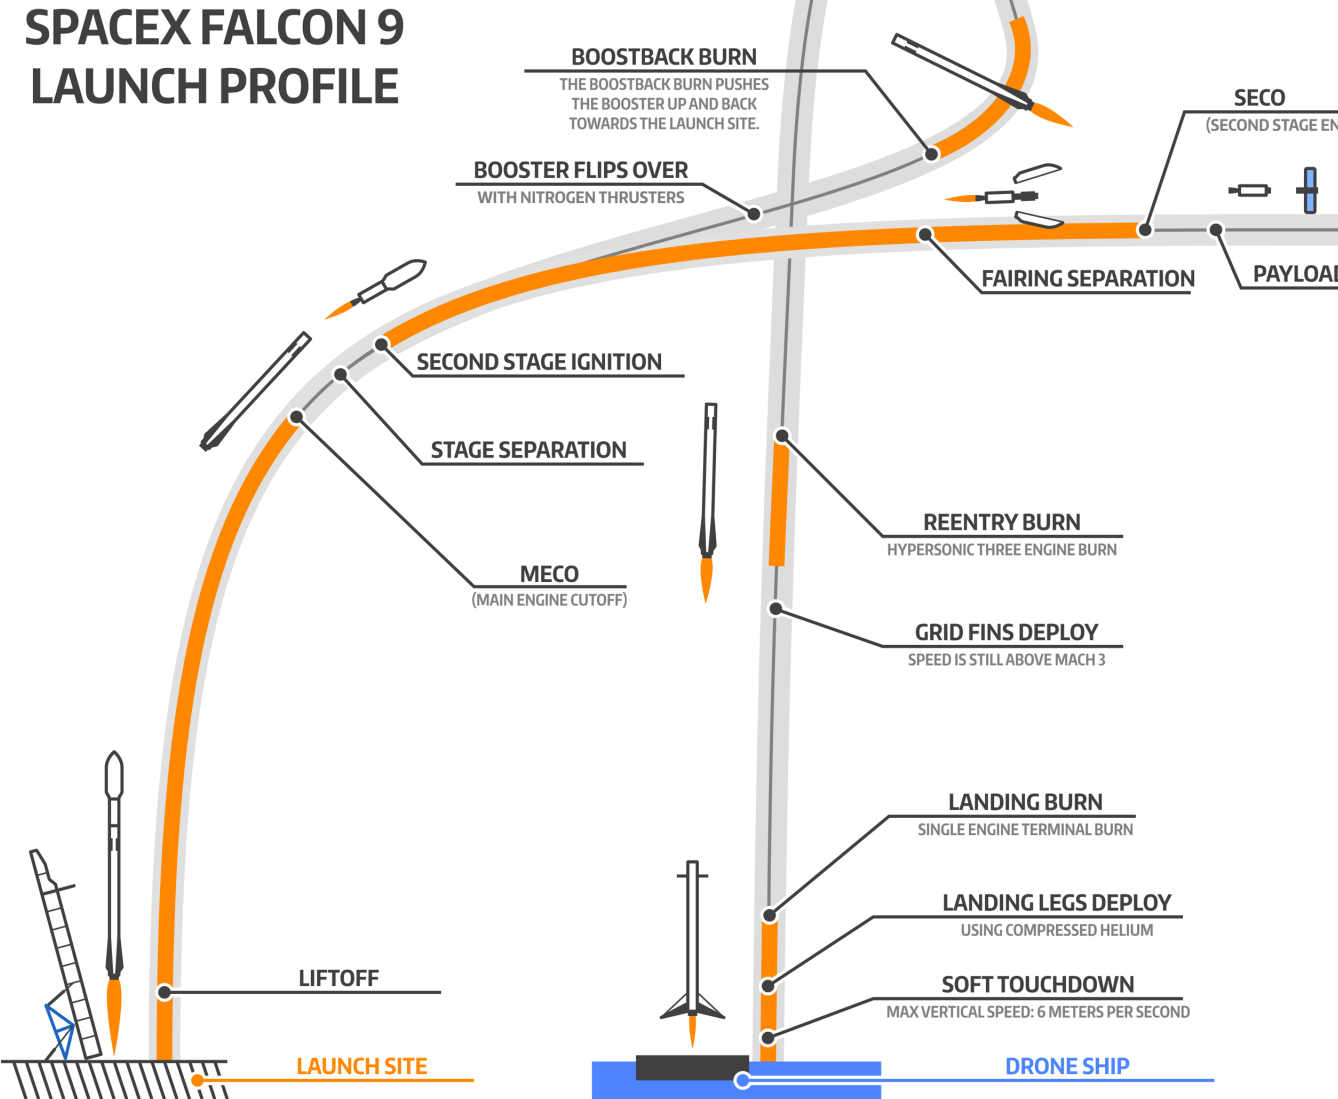 SPACEX FALCON 9
LAUNCH PROFILE
BOOSTBACK BURN
THE BOOSTBACK BURN PUSHES
THE BOOSTER UP AND BACK
TOWARDS THE LAUNCH SITE.
SECO
(SECOND STAGE EN
BOOSTER FLIPS OVER
WITH NITROGEN THRUSTERS
FAIRING SEPARATION
PAYLOA
SECOND STAGE IGNITION
STAGE SEPARATION
MECO
(MAIN ENGINE CUTOFF)
REENTRY BURN
HYPERSONIC THREE ENGINE BURN
GRID FINS DEPLOY
SPEED IS STILL ABOVE MACH 3
LANDING BURN
SINGLE ENGINE TERMINAL BURN
LANDING LEGS DEPLOY
USING COMPRESSED HELIUM
LIFTOFF
SOFT TOUCHDOWN
MAX VERTICAL SPEED: 6 METERS PER SECOND
LAUNCH SITE
DRONE SHIP